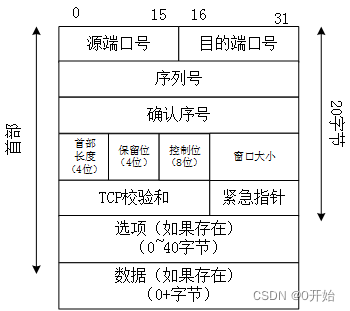 0 15 16 31
源端口号 目的端口号
序列号
确认序号
首部长度(4位) 保留位(4位) 控制位(8位) 窗口大小
TCP校验和 紧急指针
选项（如果存在）
（0~40字节）
数据（如果存在）
（0+字节）
首部
20字节
CSDN @0开始